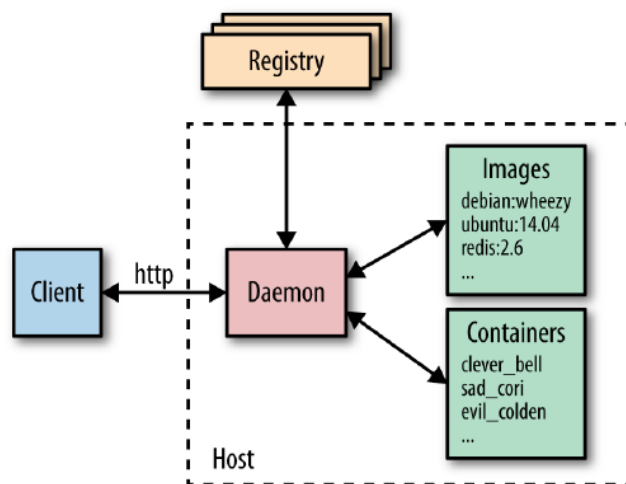 Registry
Images
debian:wheezy
ubuntu:14.04
redis:2.6
...
http
Client
Daemon
Containers
clever_bell
sad_cori
evil_colden
...
Host